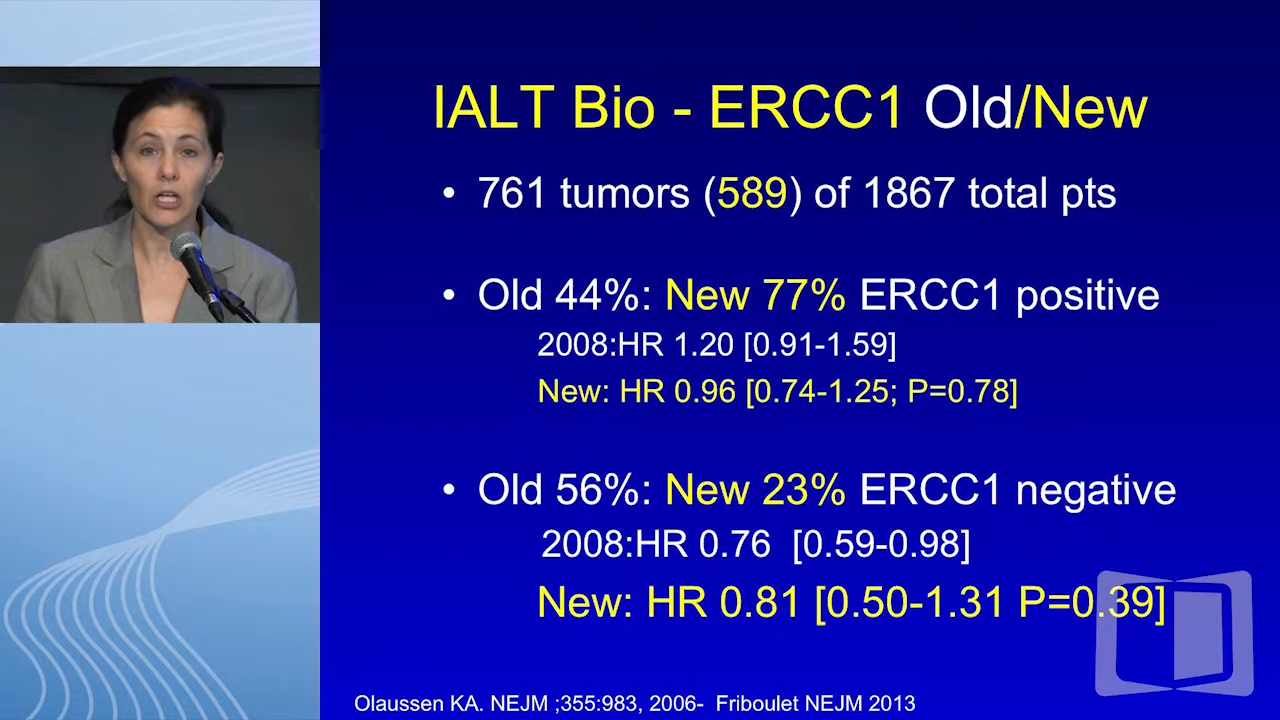 IALT Bio - ERCC1 Old/New
• 761 tumors (589) of 1867 total pts
• Old 44%: New 77% ERCC1 positive
2008:HR 1.20 [0.91-1.59]
New: HR 0.96 [0.74-1.25; P=0.78]
• Old 56%: New 23% ERCC1 negative
2008:HR 0.76 [0.59-0.98]
New: HR 0.81 [0.50-1.31 P=0.39]
Olaussen KA. NEJM ;355:983, 2006- Friboulet NEJM 2013